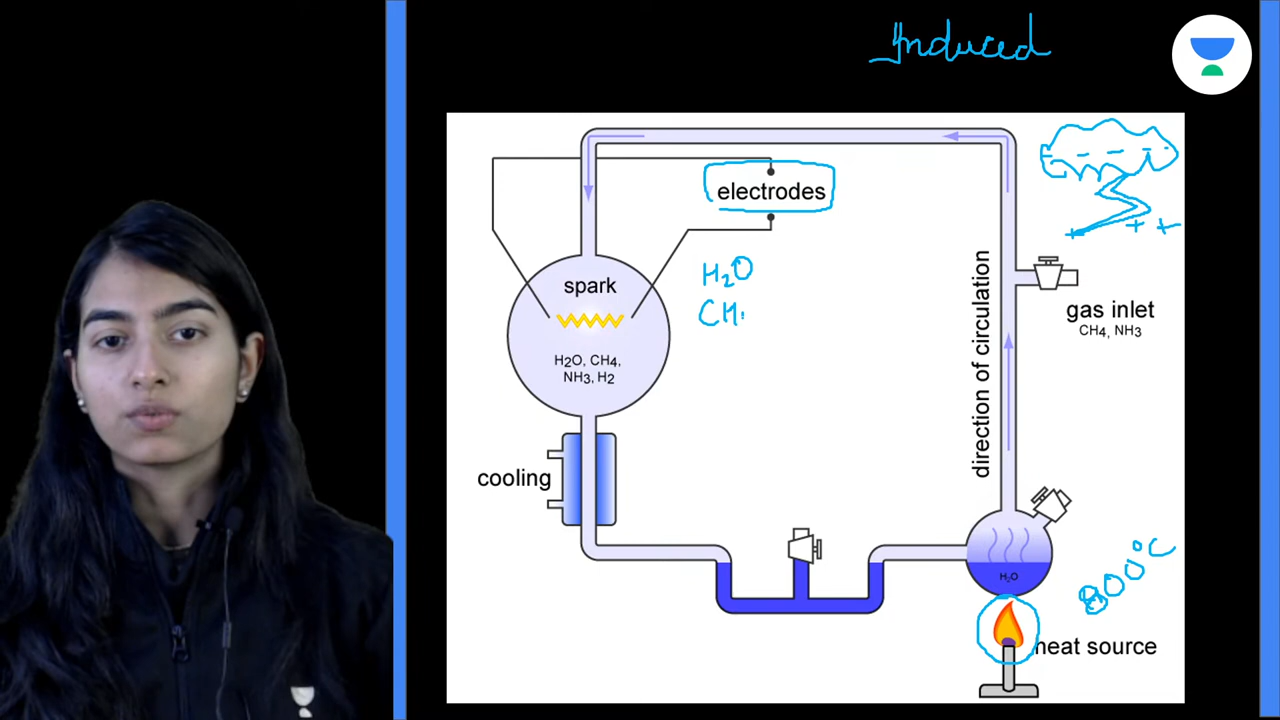 Induced
electrodes
H2O
CH
spark
H2O, CH4,
NH3, H2
cooling
direction of circulation
gas inlet
CH4, NH3
+ + +
H2O
800°C
heat source